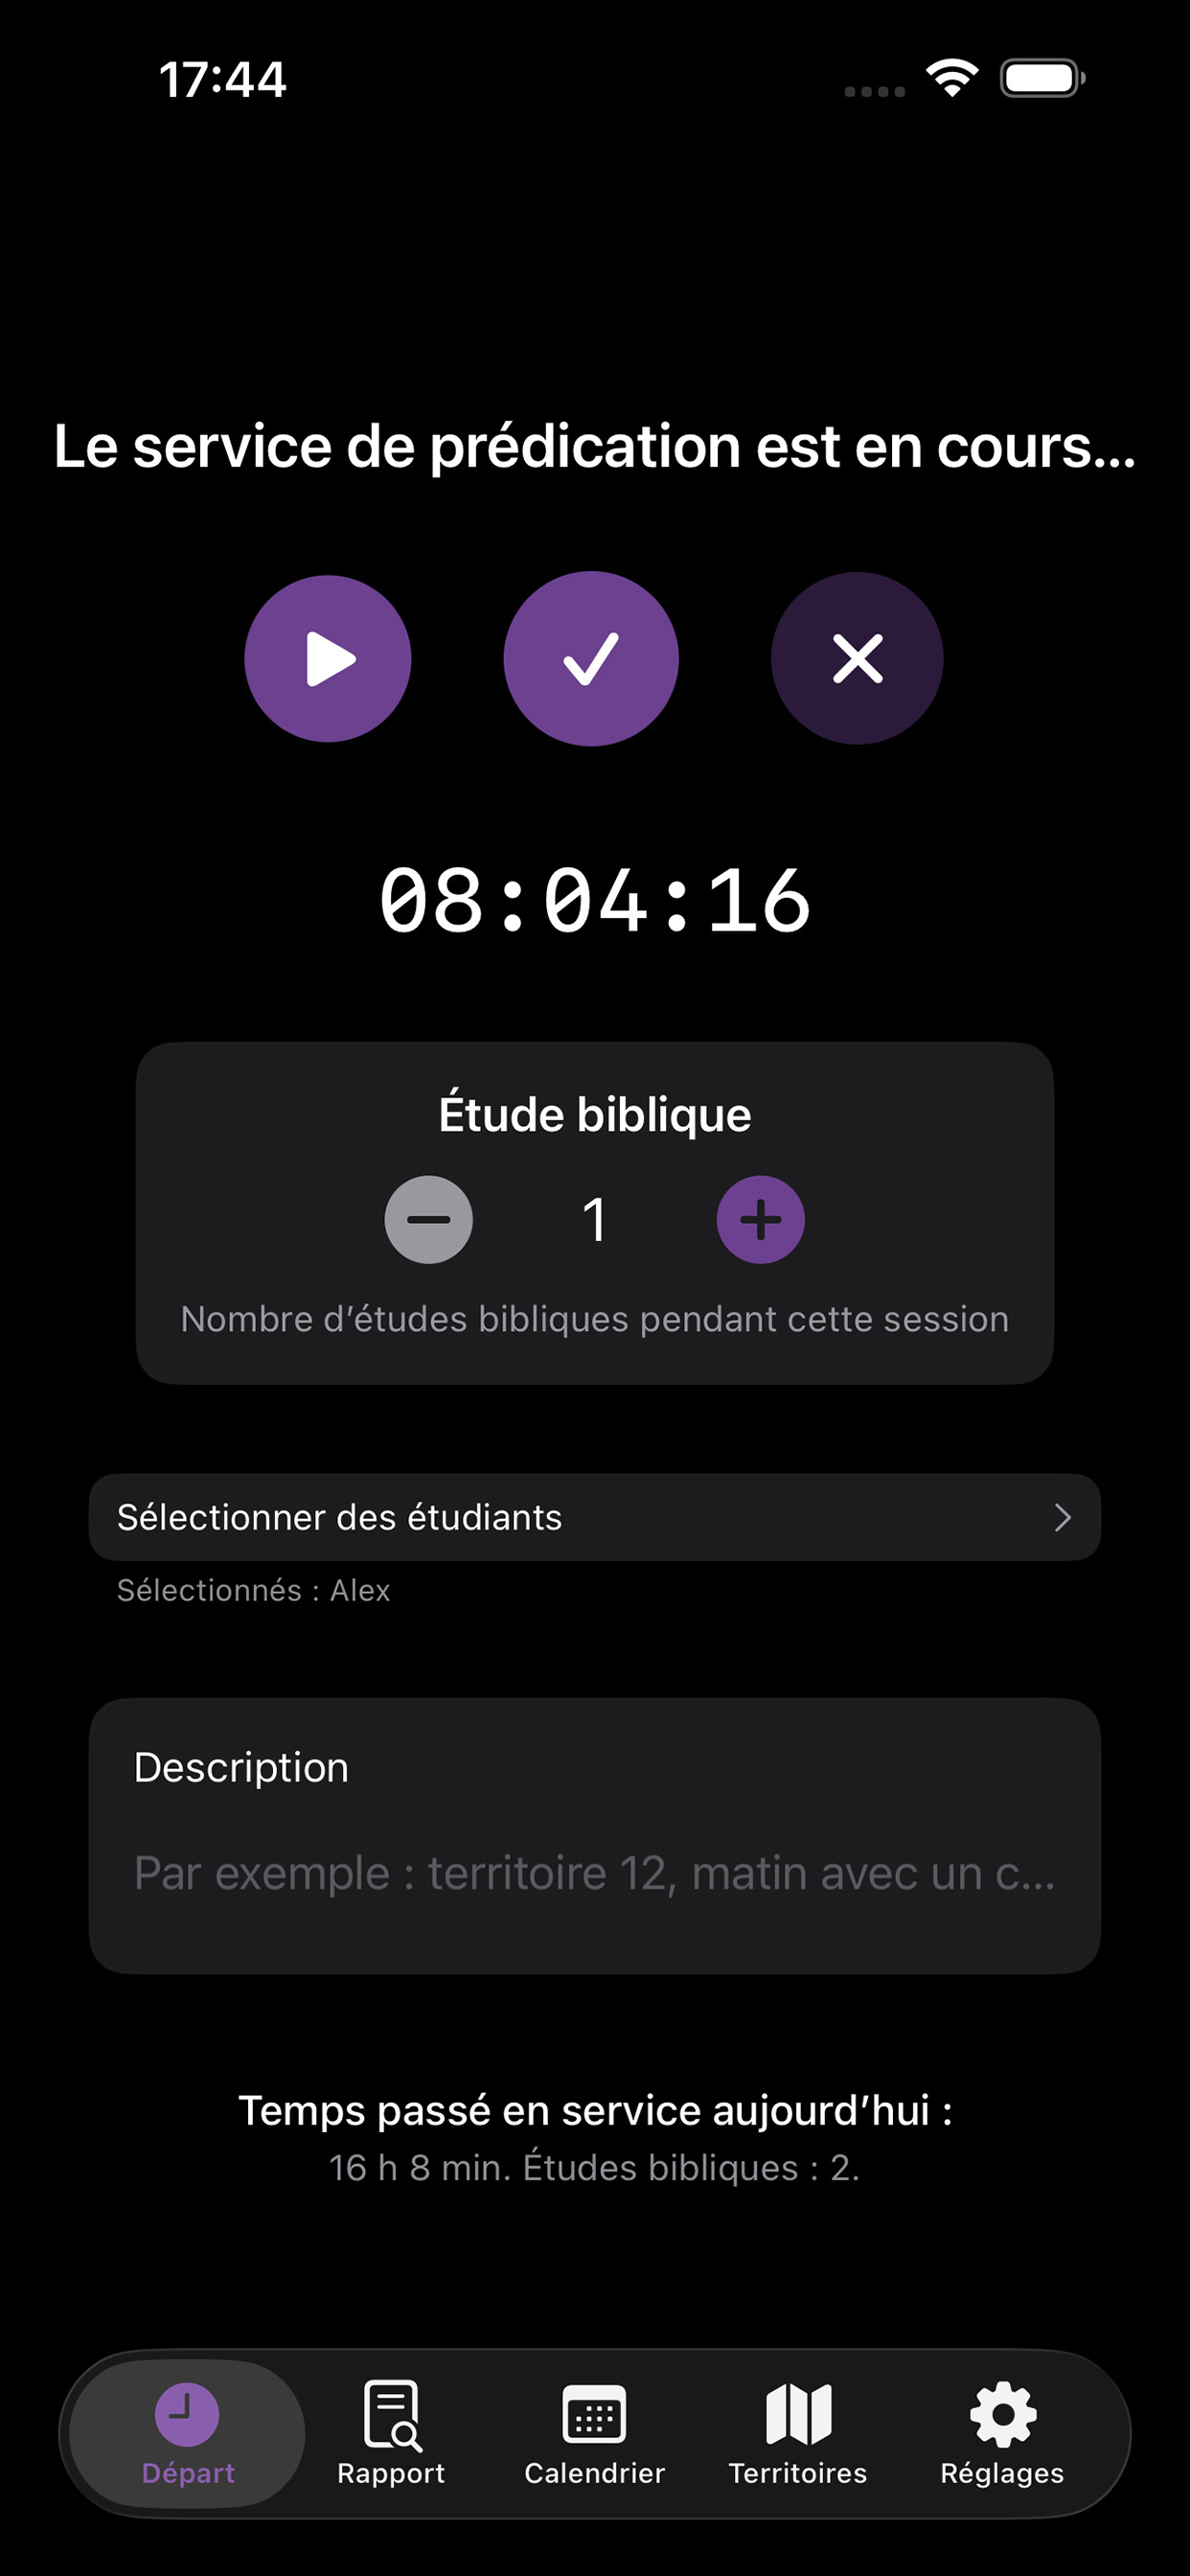 17:44
Le service de prédication est en cours...
08:04:16
Étude biblique
1
Nombre d’études bibliques pendant cette session
Sélectionner des étudiants
Sélectionnés : Alex
Description
Par exemple : territoire 12, matin avec un c...
Temps passé en service aujourd’hui :
16 h 8 min. Études bibliques : 2.
Départ Rapport Calendrier Territoires Réglages